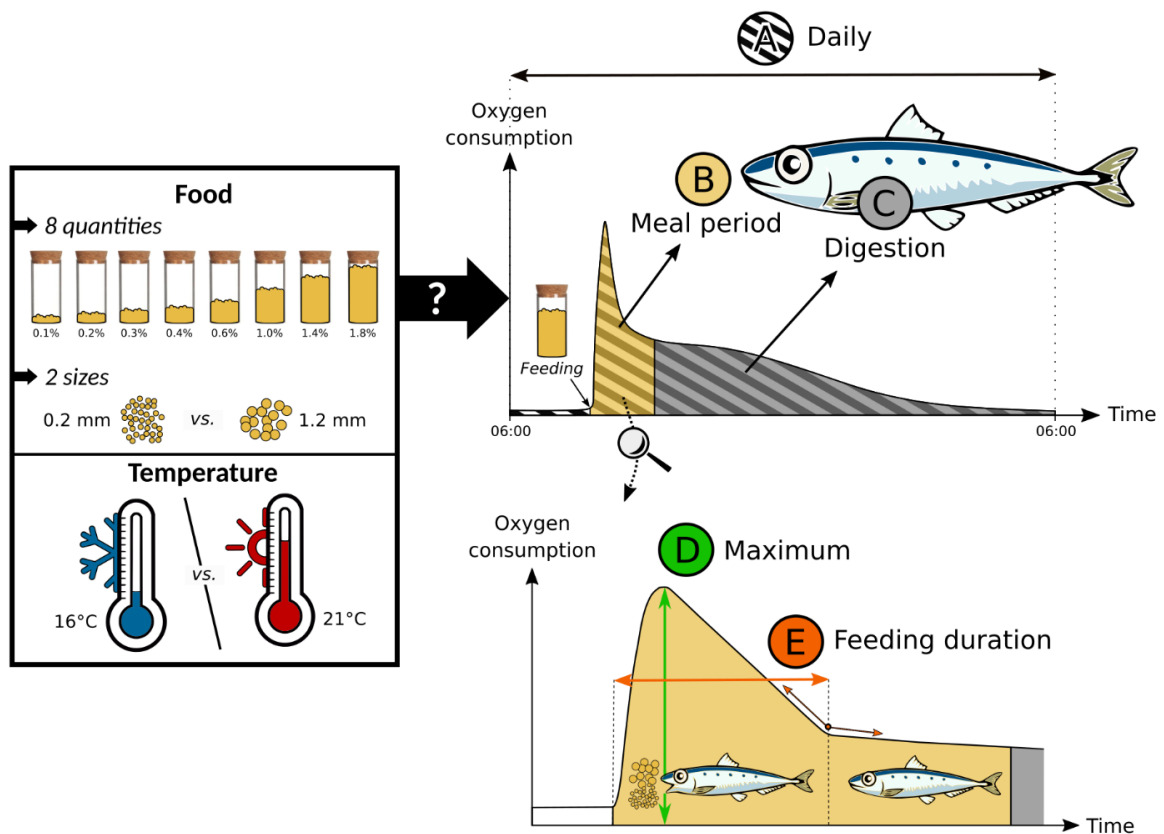 A Daily
Oxygen
consumption
B
Meal period
C
Digestion
Food
8 quantities
0.1% 0.2% 0.3% 0.4% 0.6% 1.0% 1.4% 1.8%
?
2 sizes
0.2 mm vs. 1.2 mm
Feeding
06:00 06:00 Time
Temperature
16°C vs. 21°C
Oxygen
consumption
D Maximum
E Feeding duration
Time